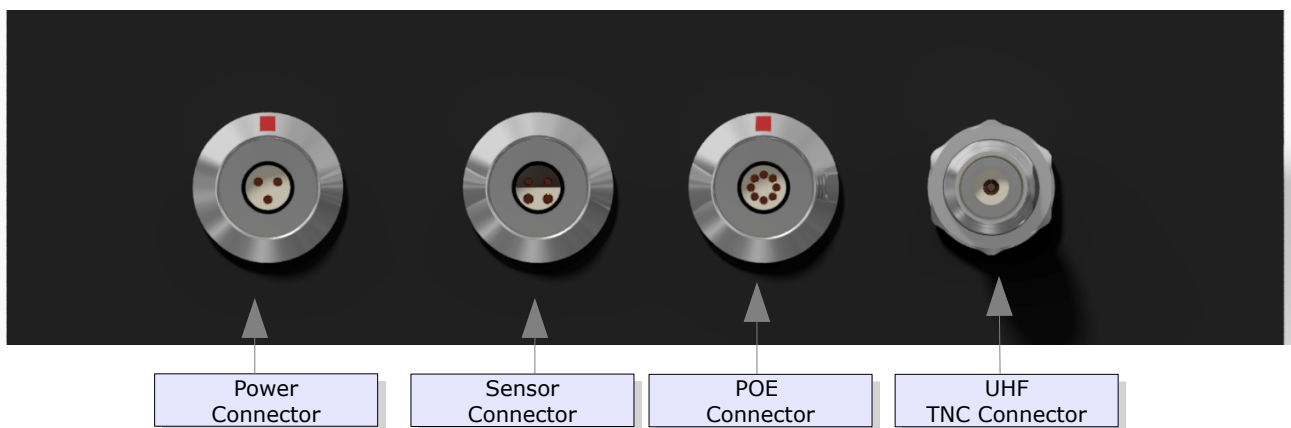 Power
Connector
Sensor
Connector
POE
Connector
UHF
TNC Connector